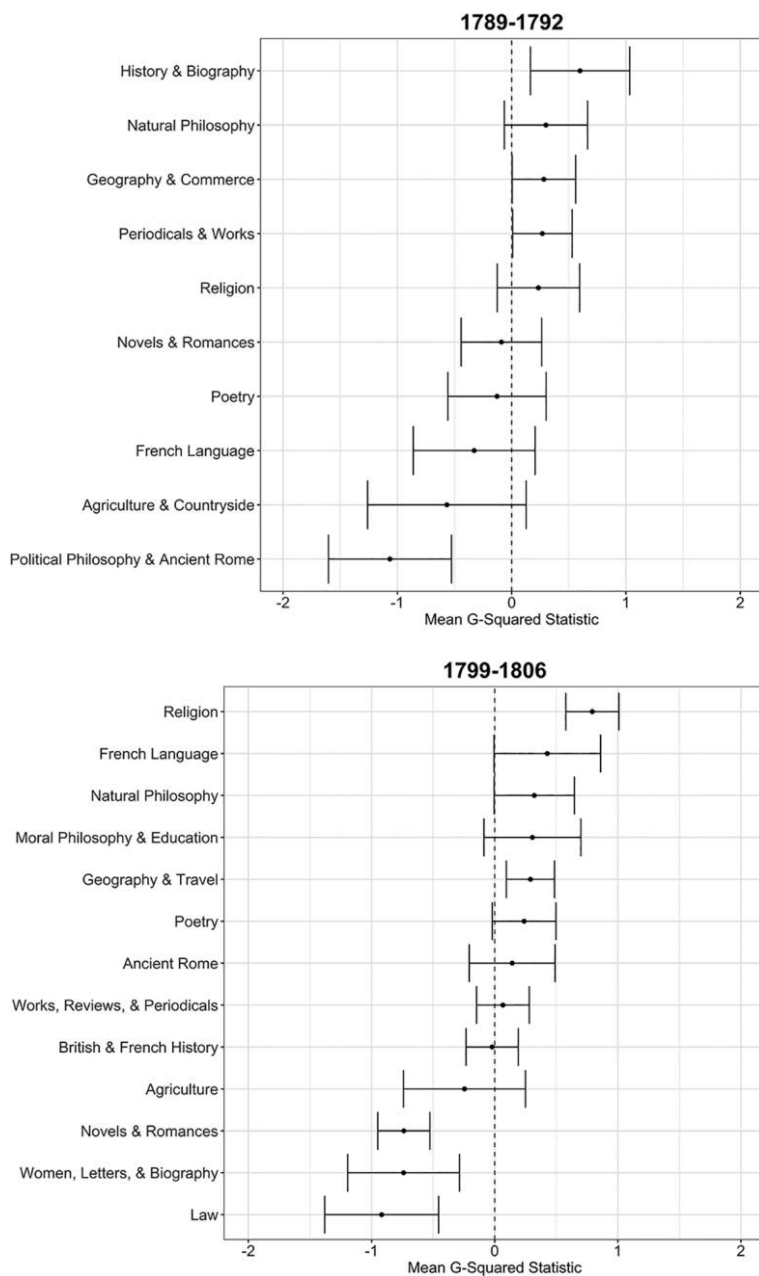 1789-1792
History & Biography
Natural Philosophy
Geography & Commerce
Periodicals & Works
Religion
Novels & Romances
Poetry
French Language
Agriculture & Countryside
Political Philosophy & Ancient Rome
-2 -1 0 1 2
Mean G-Squared Statistic
1799-1806
Religion
French Language
Natural Philosophy
Moral Philosophy & Education
Geography & Travel
Poetry
Ancient Rome
Works, Reviews, & Periodicals
British & French History
Agriculture
Novels & Romances
Women, Letters, & Biography
Law
-2 -1 0 1 2
Mean G-Squared Statistic